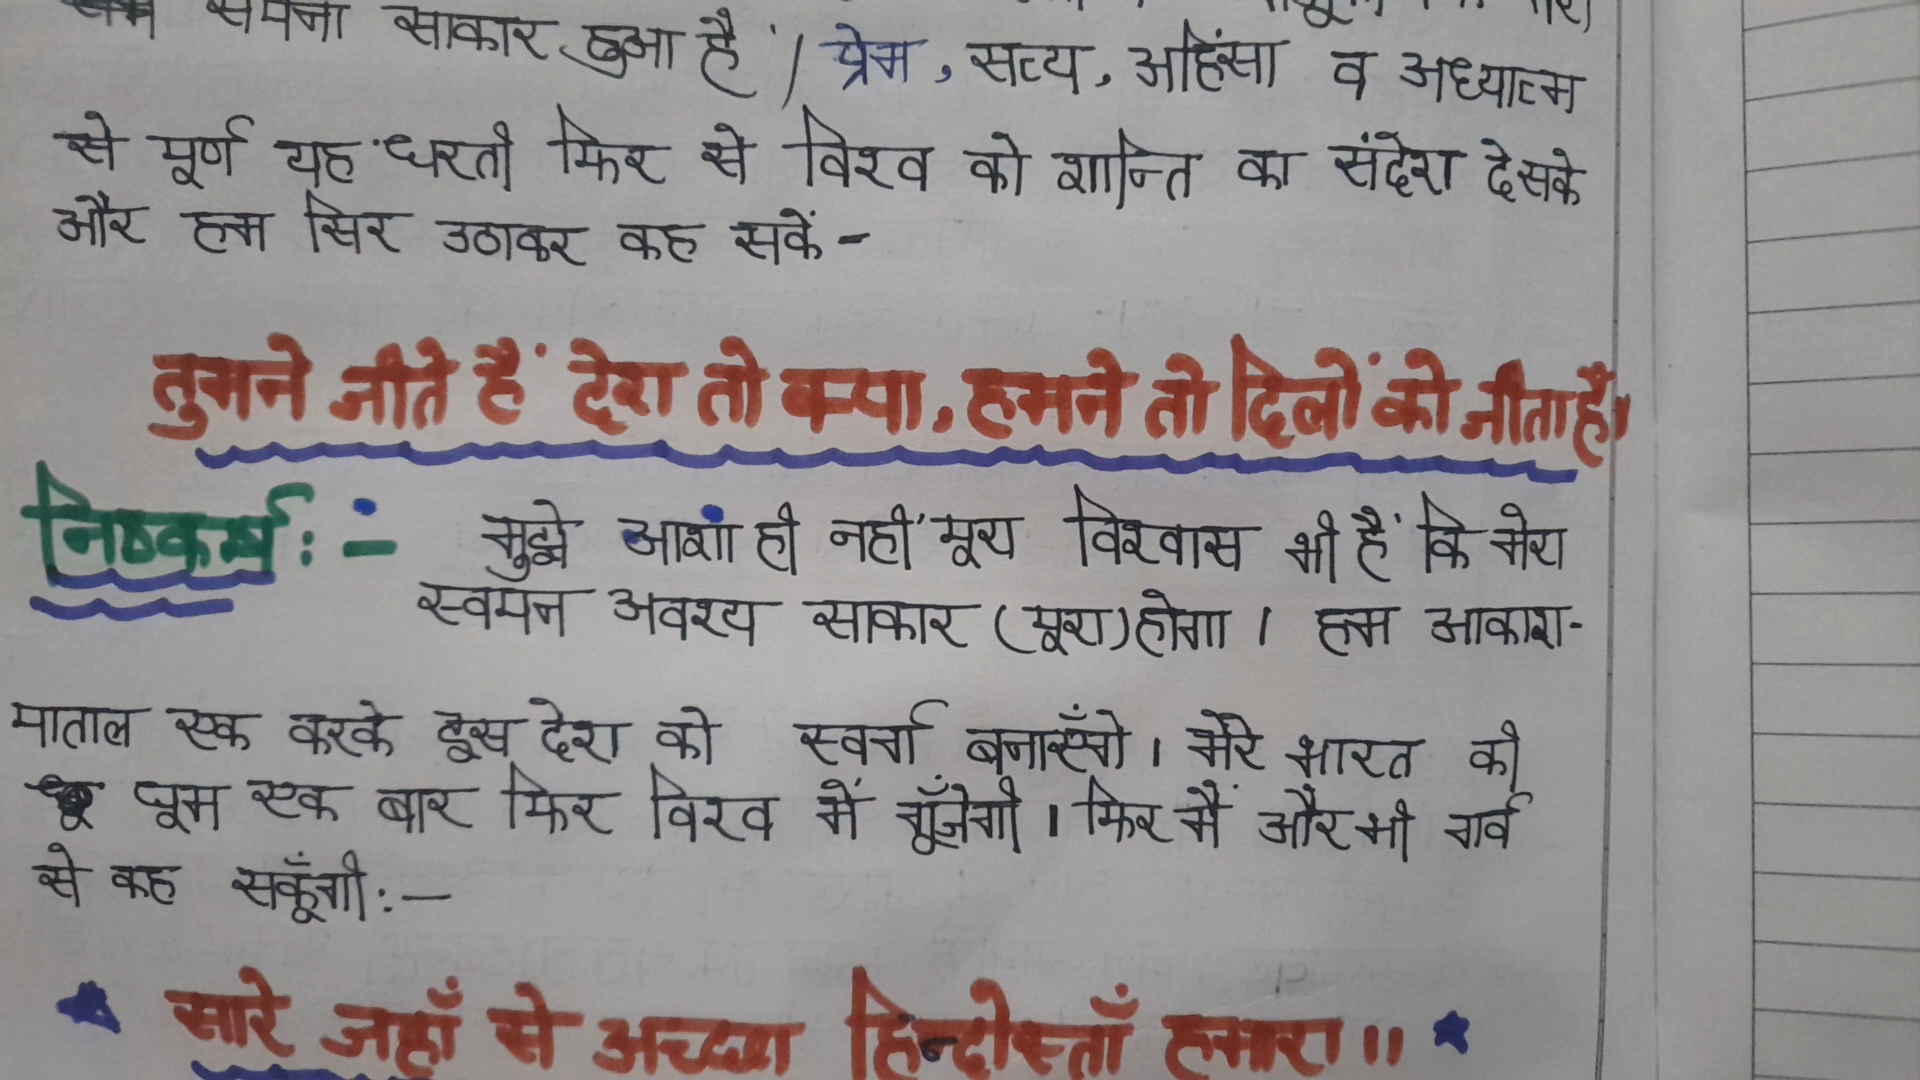 सपना साकार हुआ है । प्रेम, सत्य, अहिंसा व अध्यात्म
से पूर्ण यह धरती फिर से विश्व को शान्ति का संदेश दे सके
और हम सिर उठाकर कह सकें -
तुमने जीते हैं देश तो क्या, हमने तो दिलों को जीता है॥
निष्कर्ष :- मुझे आशा ही नहीं पूरा विश्वास भी है कि मेरा
स्वपन अवश्य साकार (पूरा) होगा । हम आकाश-
पाताल एक करके इस देश को स्वर्ग बनाएँगे । मेरे भारत की
धूम एक बार फिर विश्व में गूँजेगी । फिर मैं और भी गर्व
से कह सकूँगी :-
सारे जहाँ से अच्छा हिन्दोस्ताँ हमारा ॥